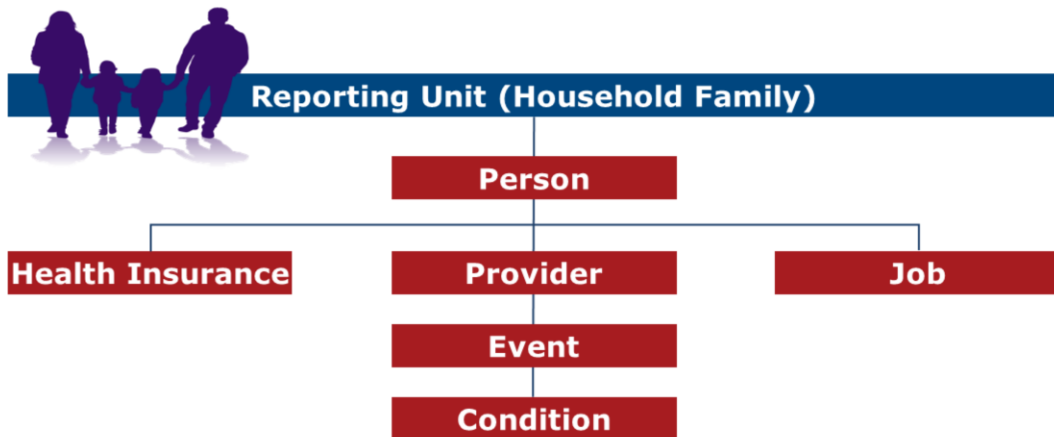 Reporting Unit (Household Family)
Person
Health Insurance
Provider
Job
Event
Condition